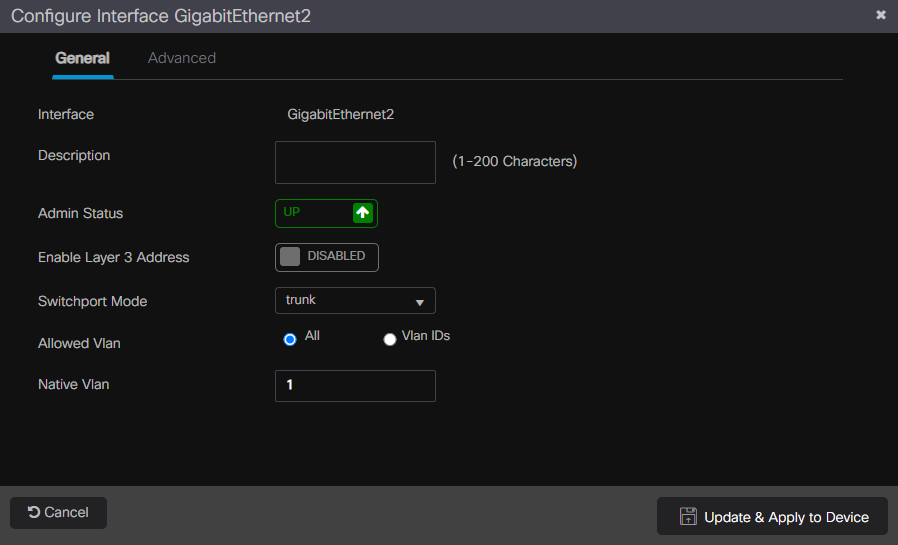 Configure Interface GigabitEthernet2
General Advanced
Interface GigabitEthernet2
Description (1-200 Characters)
Admin Status UP
Enable Layer 3 Address DISABLED
Switchport Mode trunk
Allowed Vlan All Vlan IDs
Native Vlan 1
Cancel Update & Apply to Device